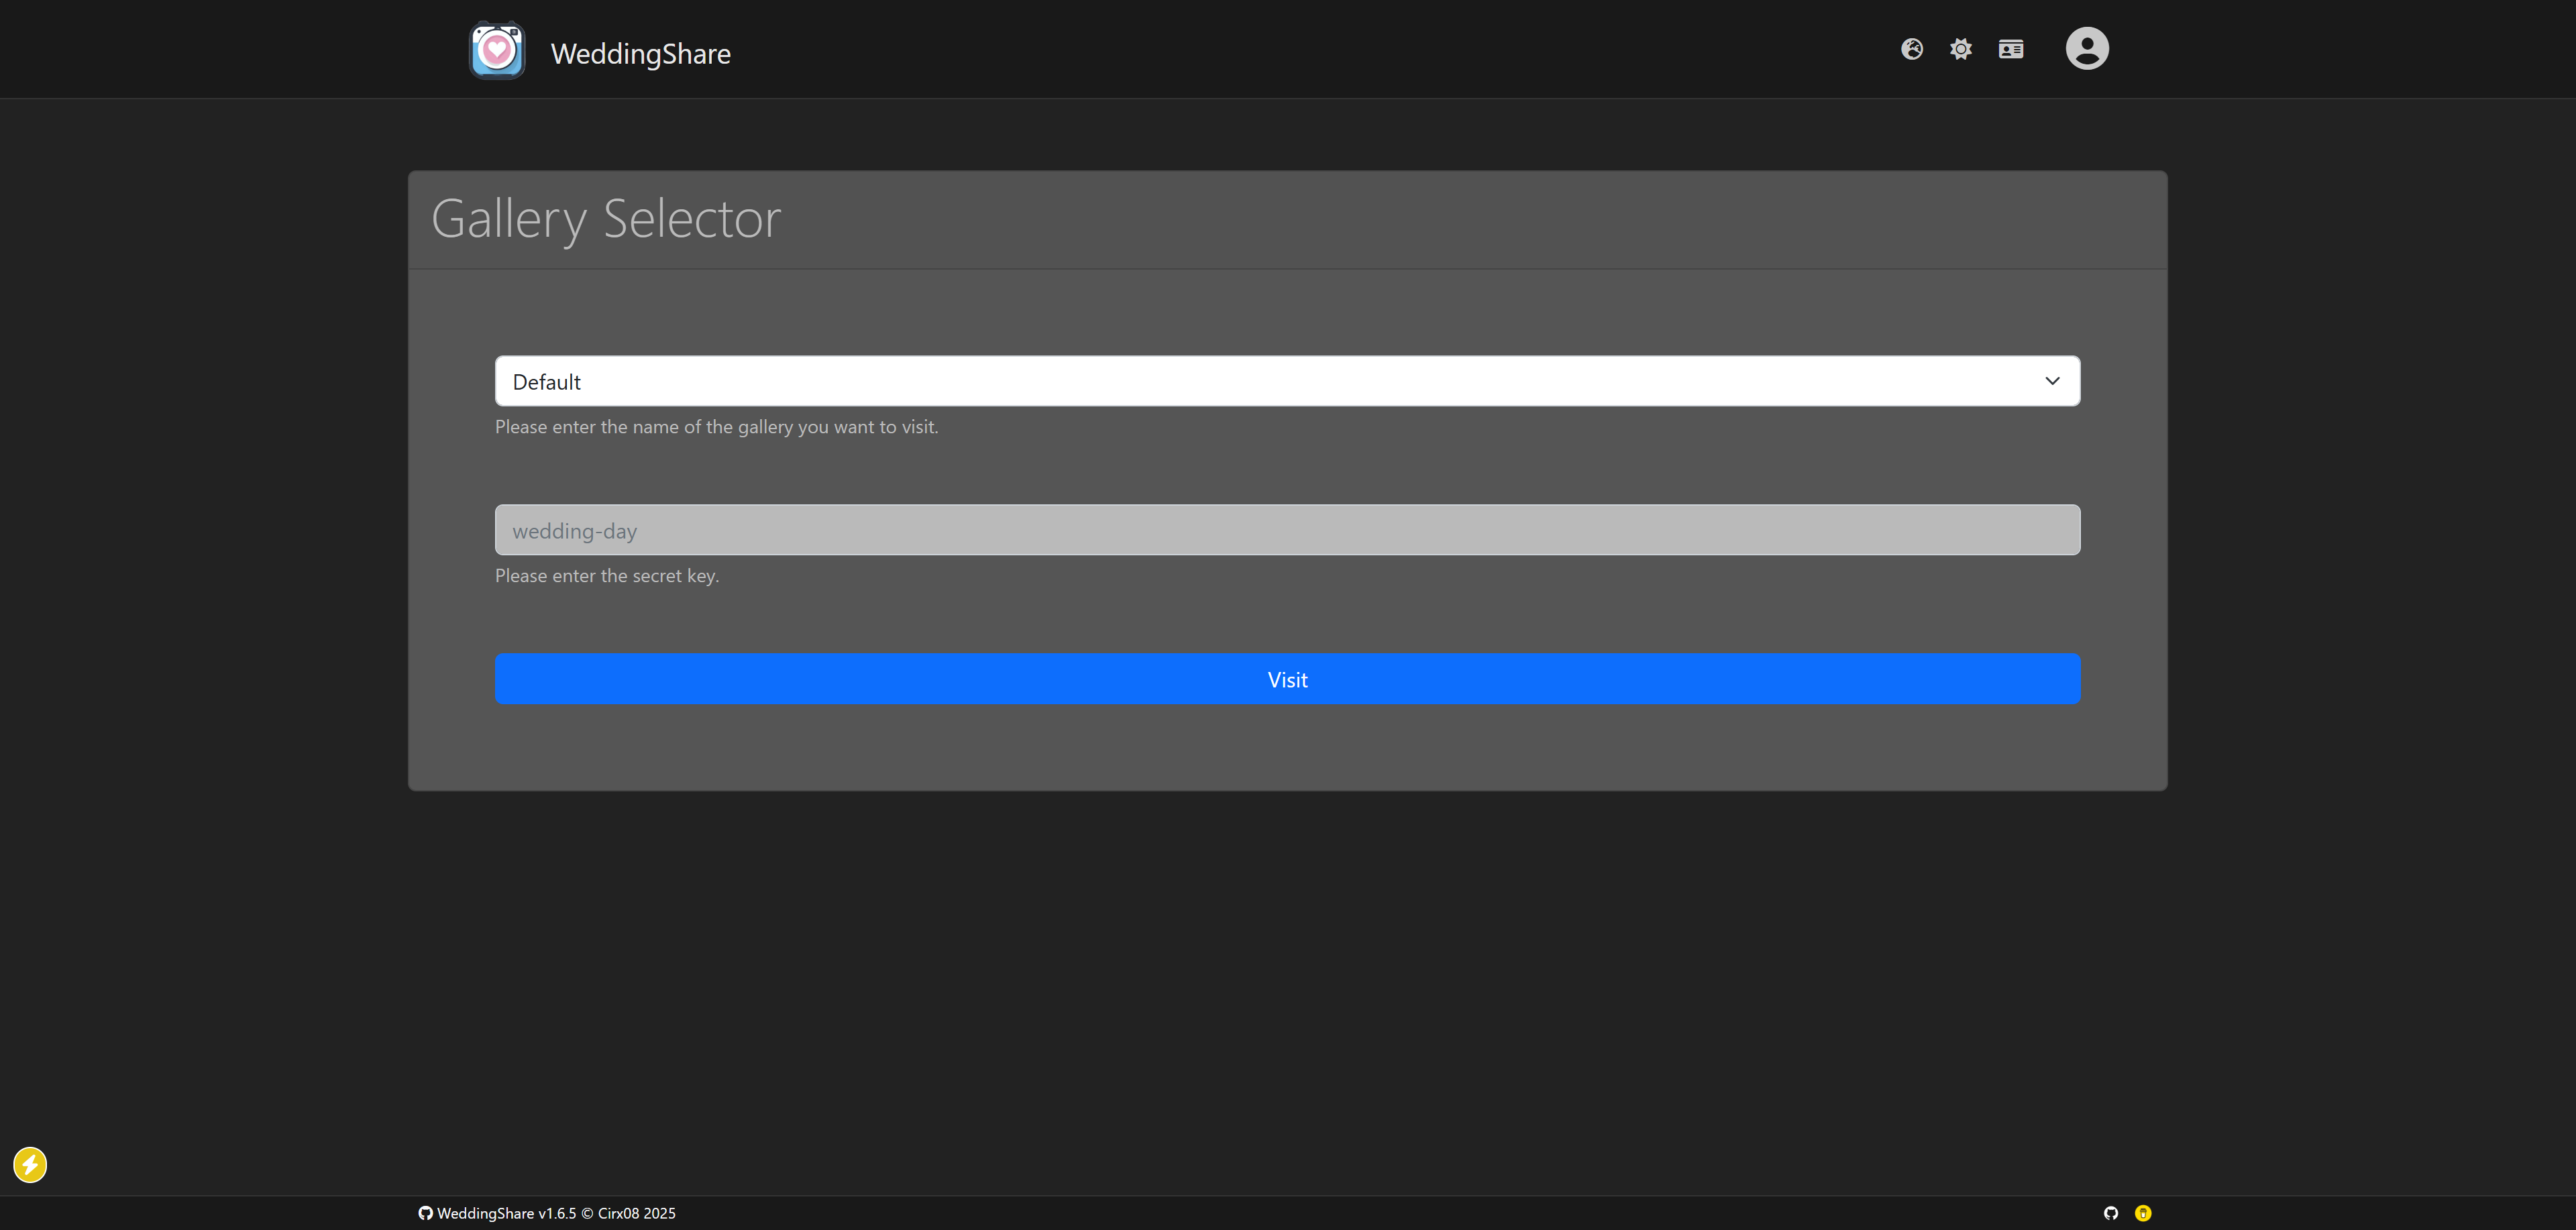 WeddingShare
Gallery Selector
Default
Please enter the name of the gallery you want to visit.
wedding-day
Please enter the secret key.
Visit
WeddingShare v1.6.5 © Cirx08 2025